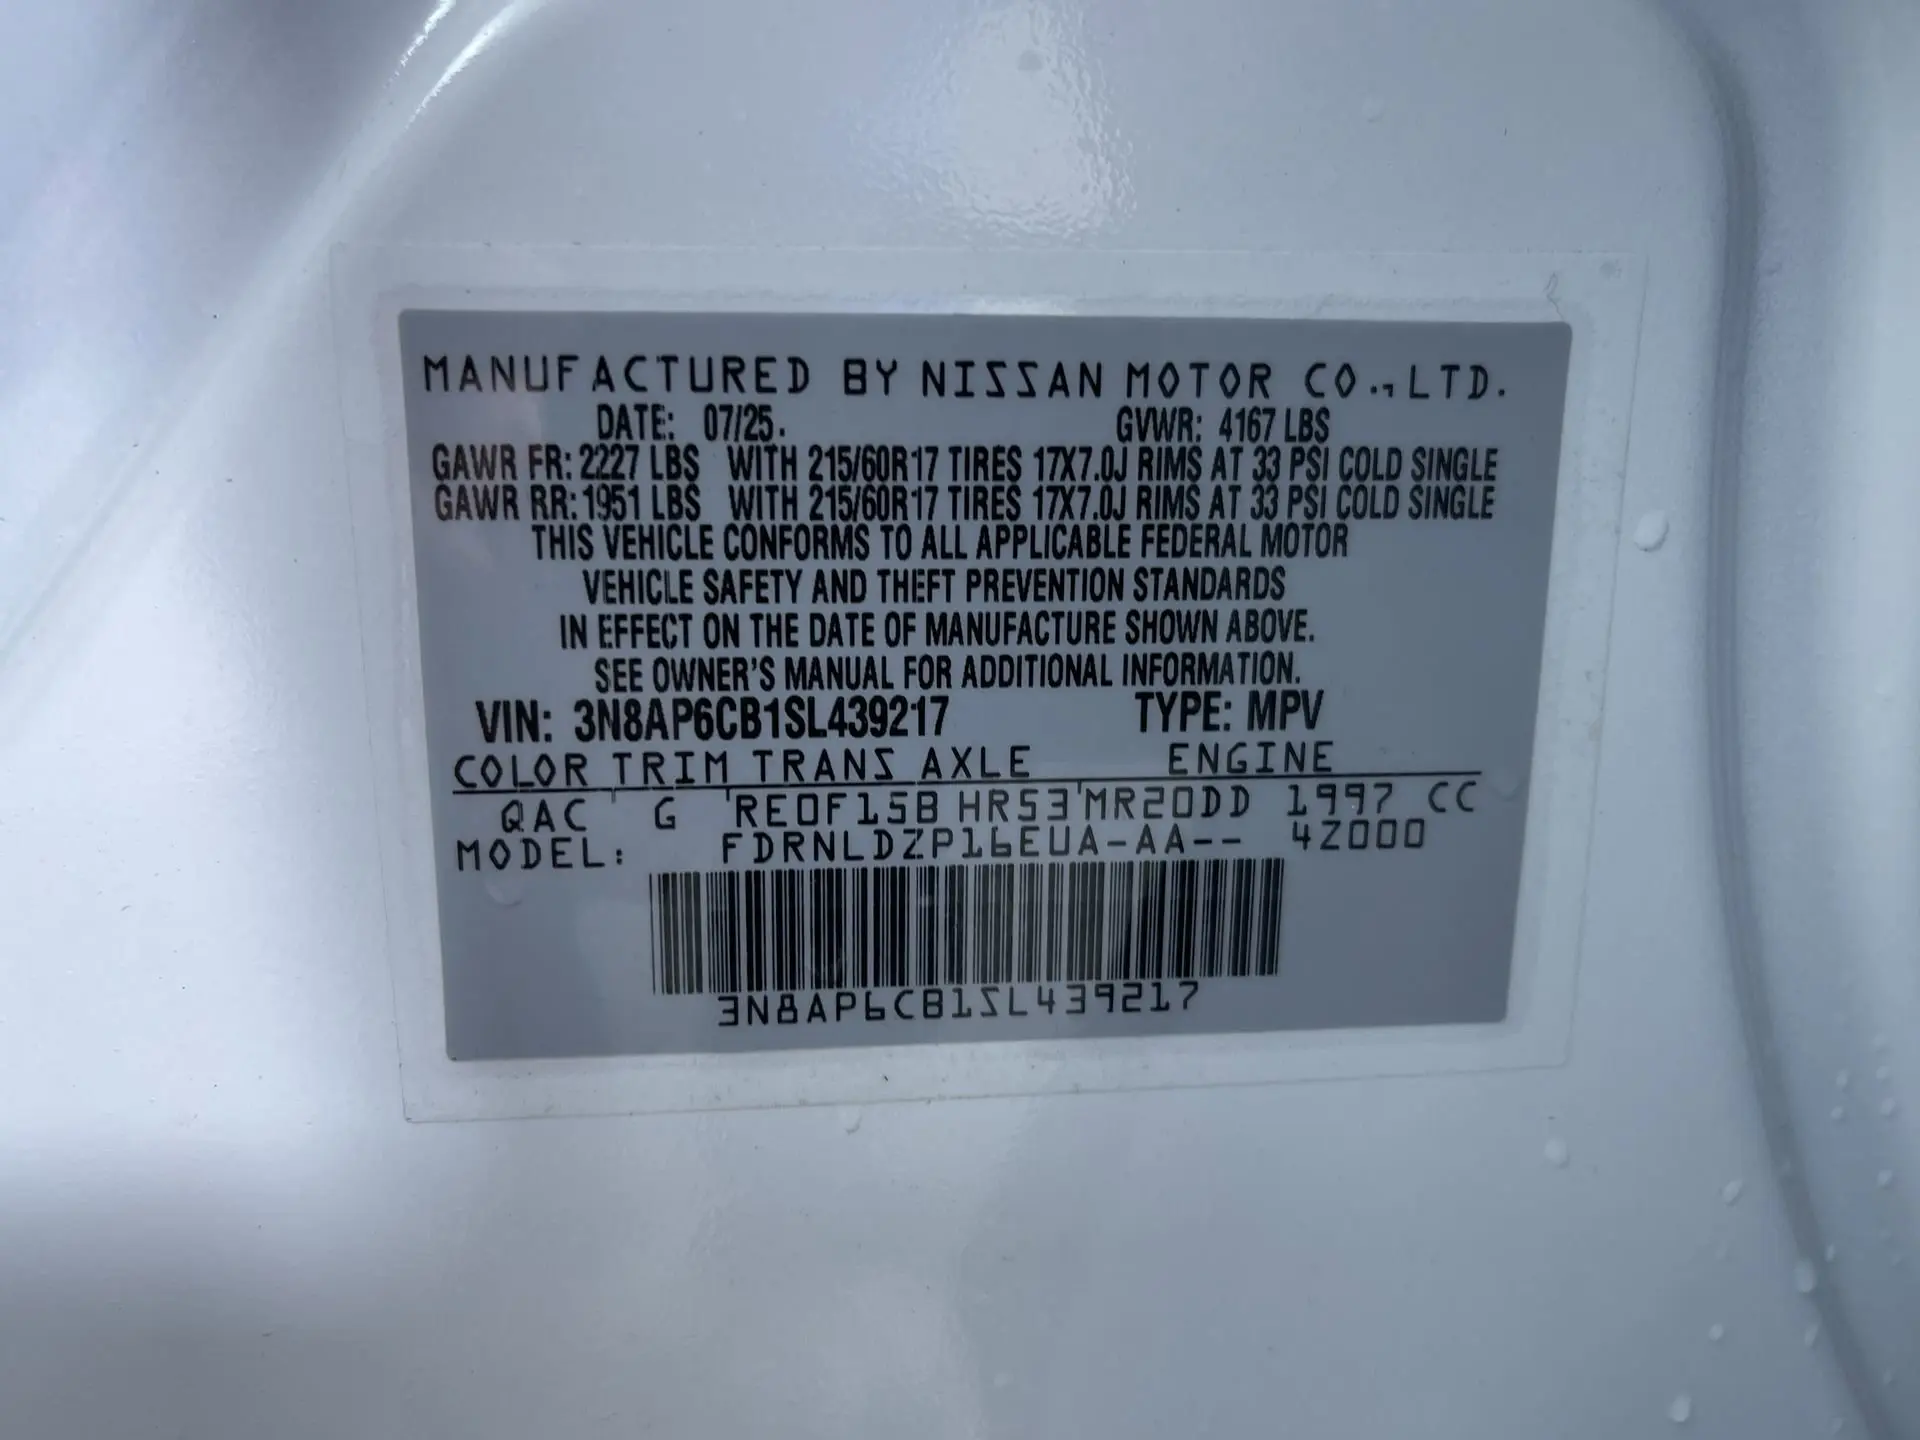 MANUFACTURED BY NISSAN MOTOR CO., LTD.
DATE: 07/25. GVWR: 4167 LBS
GAWR FR: 2227 LBS WITH 215/60R17 TIRES 17X7.0J RIMS AT 33 PSI COLD SINGLE
GAWR RR: 1951 LBS WITH 215/60R17 TIRES 17X7.0J RIMS AT 33 PSI COLD SINGLE
THIS VEHICLE CONFORMS TO ALL APPLICABLE FEDERAL MOTOR
VEHICLE SAFETY AND THEFT PREVENTION STANDARDS
IN EFFECT ON THE DATE OF MANUFACTURE SHOWN ABOVE.
SEE OWNER'S MANUAL FOR ADDITIONAL INFORMATION.
VIN: 3N8AP6CB1SL439217 TYPE: MPV
COLOR TRIM TRANS AXLE ENGINE
QAC G RE0F15B HR53 MR20DD 1997 CC
MODEL: FDRNLDZP16EUA-AA-- 4Z000
3N8AP6CB1SL439217